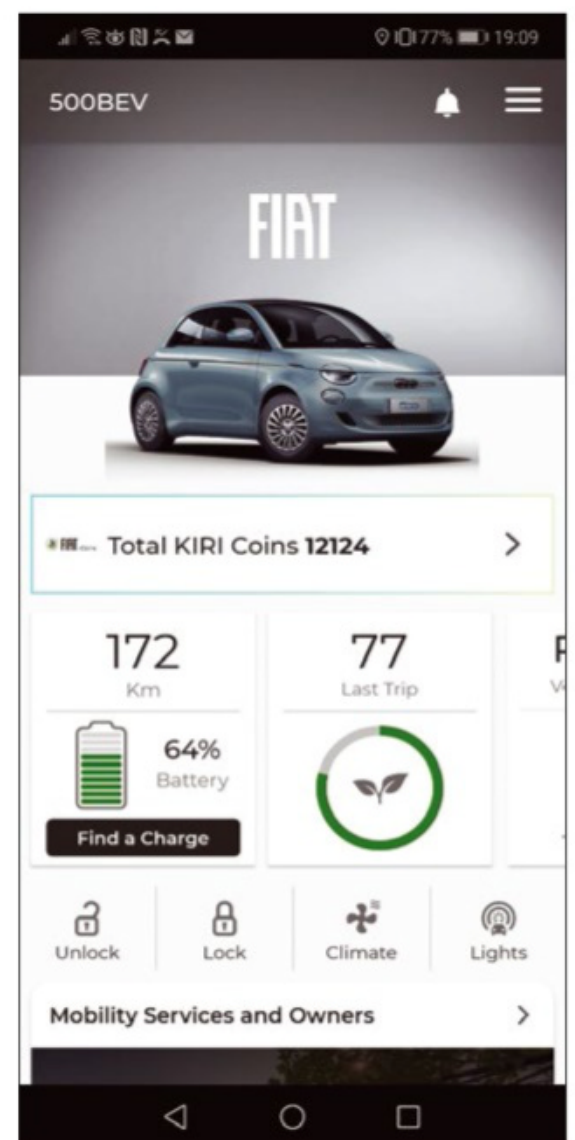 77% 19:09
500BEV
FIAT
Total KIRI Coins 12124
172
Km
64%
Battery
Find a Charge
77
Last Trip
Unlock
Lock
Climate
Lights
Mobility Services and Owners